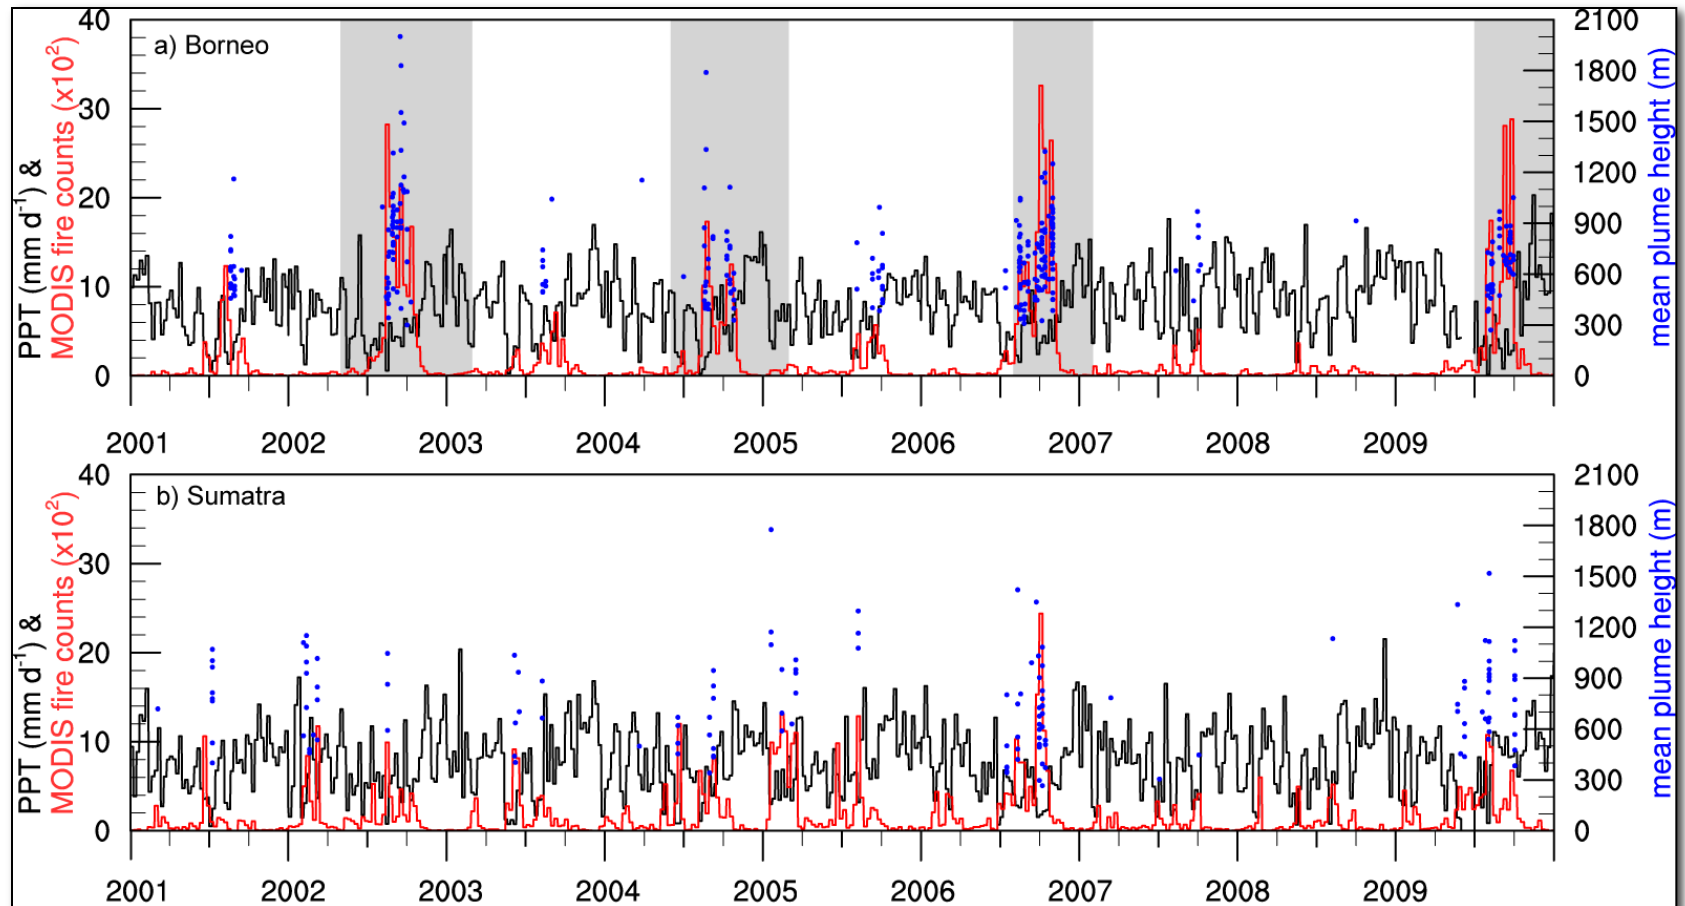 a) Borneo
PPT (mm d⁻¹) &
MODIS fire counts (x10²)
40
30
20
10
0
2100
1800
1500
1200
900
600
300
0
mean plume height (m)
2001 2002 2003 2004 2005 2006 2007 2008 2009
b) Sumatra
PPT (mm d⁻¹) &
MODIS fire counts (x10²)
40
30
20
10
0
2100
1800
1500
1200
900
600
300
0
mean plume height (m)
2001 2002 2003 2004 2005 2006 2007 2008 2009